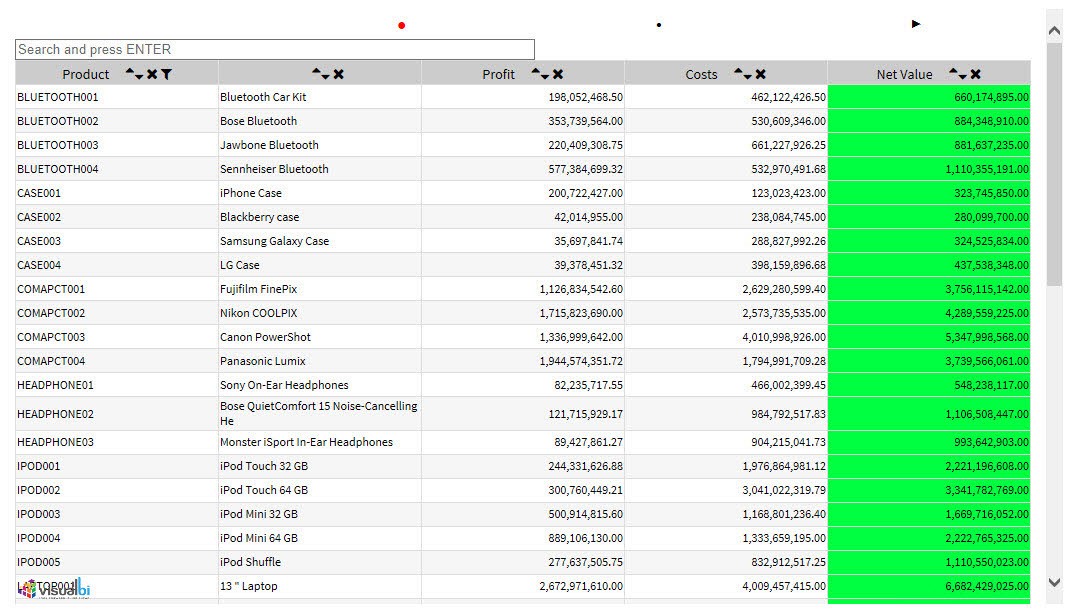 Search and press ENTER
Product Profit Costs Net Value
BLUETOOTH001 Bluetooth Car Kit 198,052,468.50 462,122,426.50 660,174,895.00
BLUETOOTH002 Bose Bluetooth 353,739,564.00 530,609,346.00 884,348,910.00
BLUETOOTH003 Jawbone Bluetooth 220,409,308.75 661,227,926.25 881,637,235.00
BLUETOOTH004 Sennheiser Bluetooth 577,384,699.32 532,970,491.68 1,110,355,191.00
CASE001 iPhone Case 200,722,427.00 123,023,423.00 323,745,850.00
CASE002 Blackberry case 42,014,955.00 238,084,745.00 280,099,700.00
CASE003 Samsung Galaxy Case 35,697,841.74 288,827,992.26 324,525,834.00
CASE004 LG Case 39,378,451.32 398,159,896.68 437,538,348.00
COMAPCT001 Fujifilm FinePix 1,126,834,542.60 2,629,280,599.40 3,756,115,142.00
COMAPCT002 Nikon COOLPIX 1,715,823,690.00 2,573,735,535.00 4,289,559,225.00
COMAPCT003 Canon PowerShot 1,336,999,642.00 4,010,998,926.00 5,347,998,568.00
COMAPCT004 Panasonic Lumix 1,944,574,351.72 1,794,991,709.28 3,739,566,061.00
HEADPHONE01 Sony On-Ear Headphones 82,235,717.55 466,002,399.45 548,238,117.00
HEADPHONE02 Bose QuietComfort 15 Noise-Cancelling
He 121,715,929.17 984,792,517.83 1,106,508,447.00
HEADPHONE03 Monster iSport In-Ear Headphones 89,427,861.27 904,215,041.73 993,642,903.00
IPOD001 iPod Touch 32 GB 244,331,626.88 1,976,864,981.12 2,221,196,608.00
IPOD002 iPod Touch 64 GB 300,760,449.21 3,041,022,319.79 3,341,782,769.00
IPOD003 iPod Mini 32 GB 500,914,815.60 1,168,801,236.40 1,669,716,052.00
IPOD004 iPod Mini 64 GB 889,106,130.00 1,333,659,195.00 2,222,765,325.00
IPOD005 iPod Shuffle 277,637,505.75 832,912,517.25 1,110,550,023.00
LAPTOP001 13 " Laptop 2,672,971,610.00 4,009,457,415.00 6,682,429,025.00
visualbi